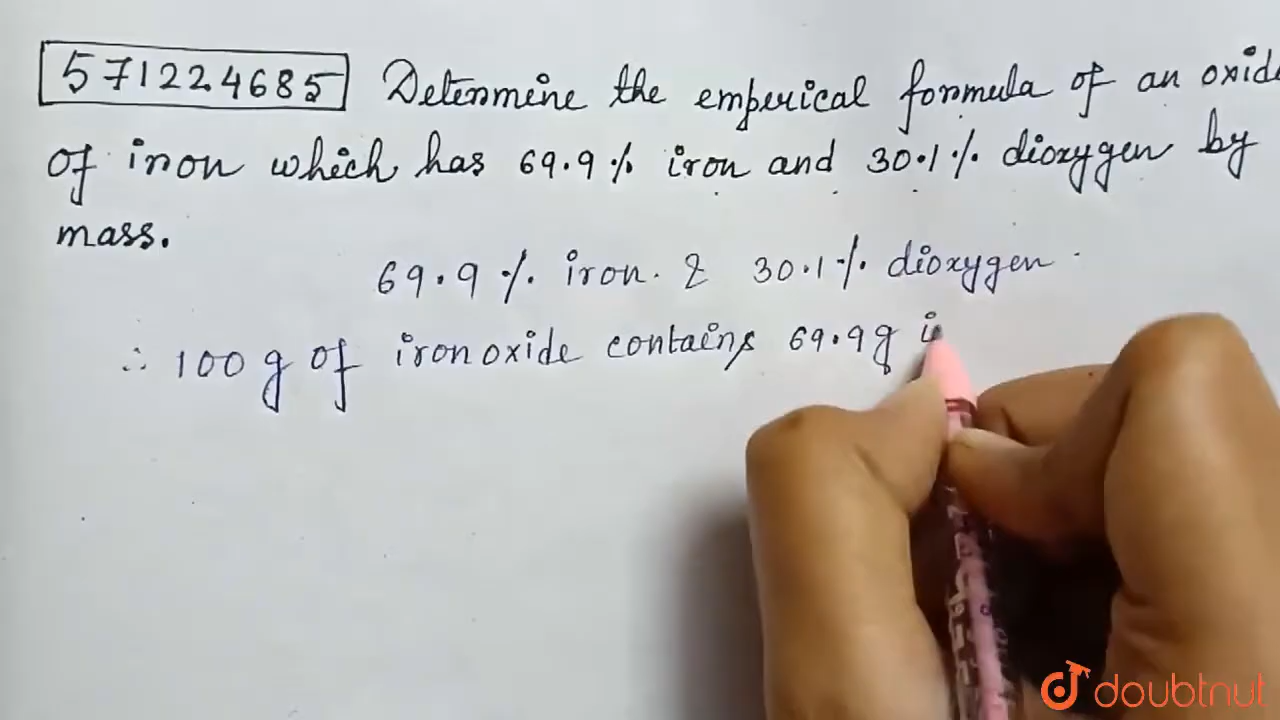 571224685 Determine the emperical formula of an oxide
of iron which has 69.9% iron and 30.1% dioxygen by
mass.
69.9% iron. & 30.1% dioxygen.
∴ 100 g of iron oxide contains 69.9g i
doubtnut